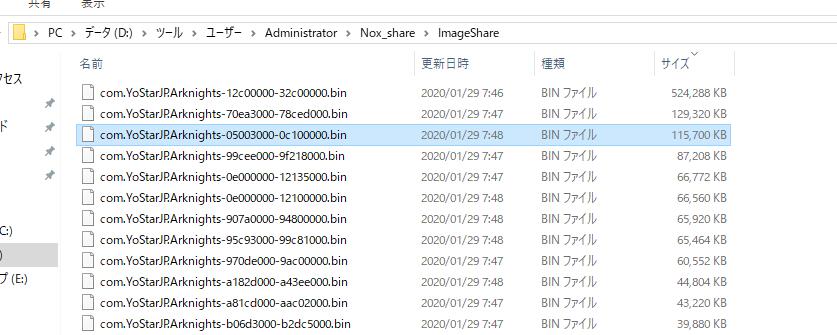 表示
PC > データ (D:) > ツール > ユーザー > Administrator > Nox_share > ImageShare
名前 更新日時 種類 サイズ
com.YoStarJP.Arknights-12c00000-32c00000.bin 2020/01/29 7:46 BIN ファイル 524,288 KB
com.YoStarJP.Arknights-70ea3000-78ced000.bin 2020/01/29 7:47 BIN ファイル 129,320 KB
com.YoStarJP.Arknights-05003000-0c100000.bin 2020/01/29 7:48 BIN ファイル 115,700 KB
com.YoStarJP.Arknights-99cee000-9f218000.bin 2020/01/29 7:47 BIN ファイル 87,208 KB
com.YoStarJP.Arknights-0e000000-12135000.bin 2020/01/29 7:47 BIN ファイル 66,772 KB
com.YoStarJP.Arknights-0e000000-12100000.bin 2020/01/29 7:48 BIN ファイル 66,560 KB
com.YoStarJP.Arknights-907a0000-94800000.bin 2020/01/29 7:48 BIN ファイル 65,920 KB
com.YoStarJP.Arknights-95c93000-99c81000.bin 2020/01/29 7:48 BIN ファイル 65,464 KB
com.YoStarJP.Arknights-970de000-9ac00000.bin 2020/01/29 7:47 BIN ファイル 60,552 KB
com.YoStarJP.Arknights-a182d000-a43ee000.bin 2020/01/29 7:48 BIN ファイル 44,804 KB
com.YoStarJP.Arknights-a81cd000-aac02000.bin 2020/01/29 7:47 BIN ファイル 43,220 KB
com.YoStarJP.Arknights-b06d3000-b2dc5000.bin 2020/01/29 7:47 BIN ファイル 39,880 KB
クセス
ド
C:)
)
プ (E:)